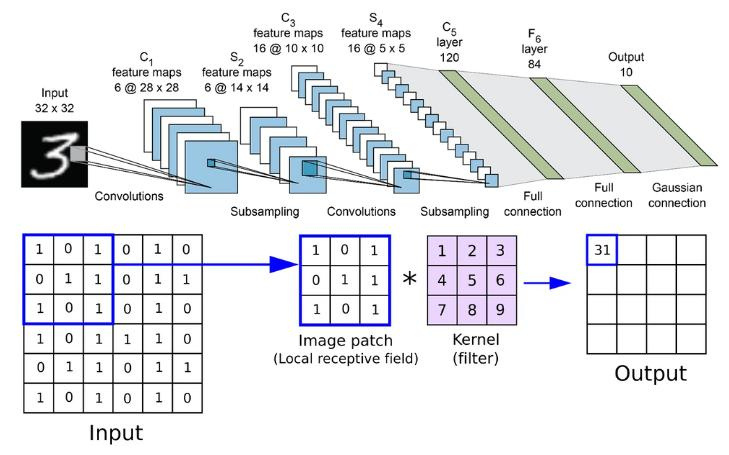 Input
32 x 32
C1
feature maps
6 @ 28 x 28
S2
feature maps
6 @ 14 x 14
C3
feature maps
16 @ 10 x 10
S4
feature maps
16 @ 5 x 5
C5
layer
120
F6
layer
84
Output
10
3
Convolutions
Subsampling
Convolutions
Subsampling
Full
connection
Full
connection
Gaussian
connection
1 0 1 0 1 0
0 1 1 0 1 1
1 0 1 0 1 0
1 0 1 1 1 0
0 1 1 0 1 1
1 0 1 0 1 0
Input
1 0 1
0 1 1
1 0 1
Image patch
(Local receptive field)
*
1 2 3
4 5 6
7 8 9
Kernel
(filter)
31
Output